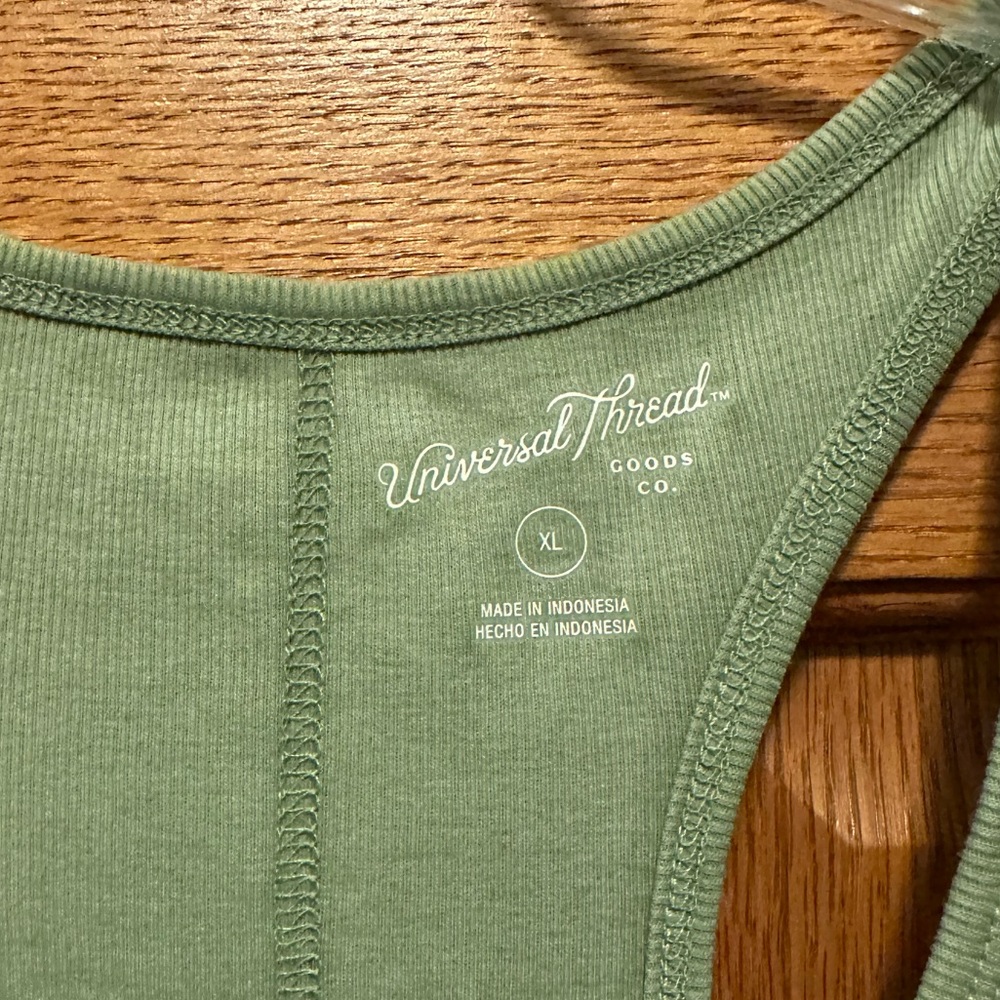 Universal Thread™
GOODS
CO.
XL
MADE IN INDONESIA
HECHO EN INDONESIA